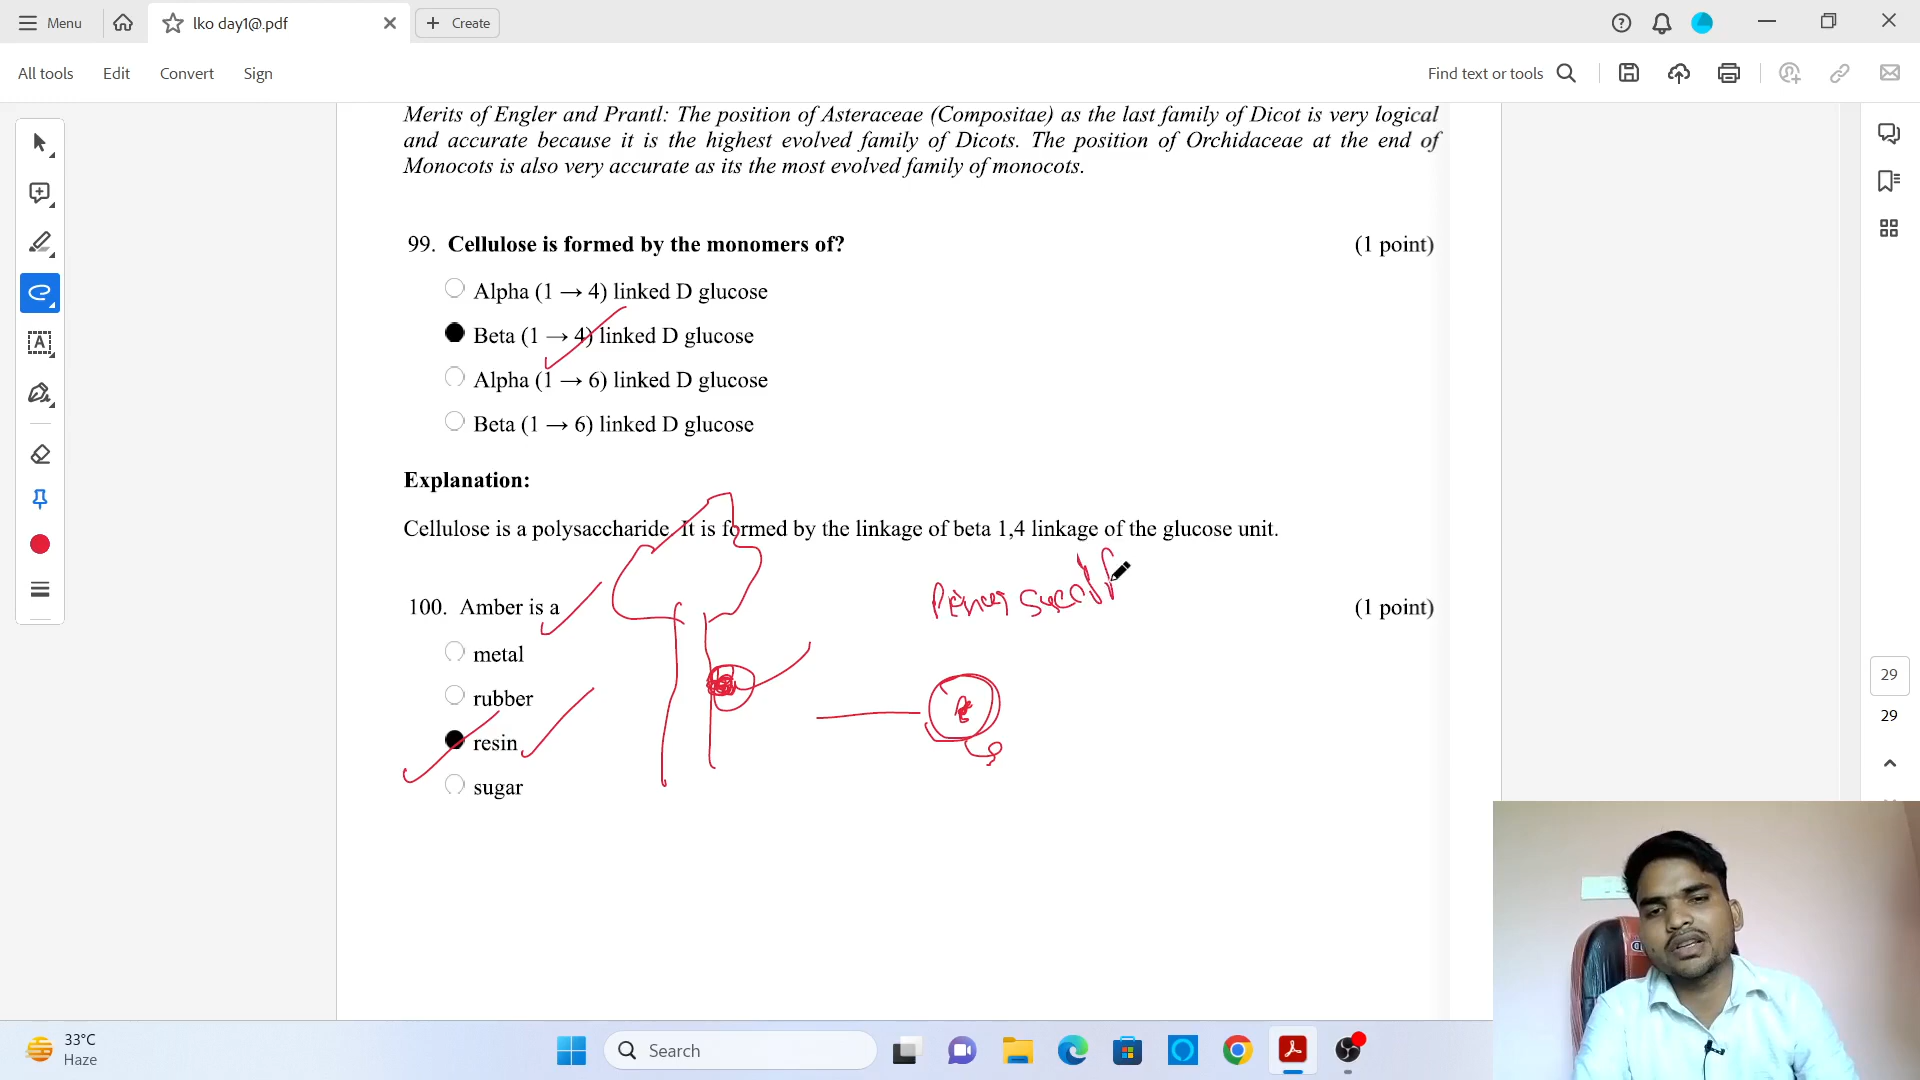 Menu
lko day1@.pdf
Create
All tools
Edit
Convert
Sign
Find text or tools
Merits of Engler and Prantl: The position of Asteraceae (Compositae) as the last family of Dicot is very logical
and accurate because it is the highest evolved family of Dicots. The position of Orchidaceae at the end of
Monocots is also very accurate as its the most evolved family of monocots.
99. Cellulose is formed by the monomers of? (1 point)
Alpha (1 → 4) linked D glucose
Beta (1 → 4) linked D glucose
Alpha (1 → 6) linked D glucose
Beta (1 → 6) linked D glucose
Explanation:
Cellulose is a polysaccharide. It is formed by the linkage of beta 1,4 linkage of the glucose unit.
100. Amber is a (1 point)
metal
rubber
resin
sugar
29
29
33°C
Haze
Search